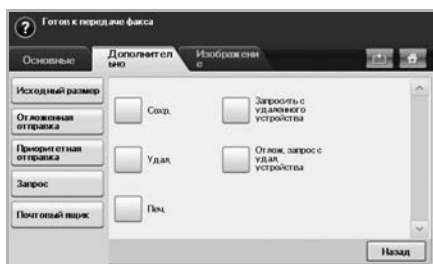 Готов к передаче факса
Основные
Дополнител
ьно
Изображени
е
Исходный размер
Отложенная
отправка
Приоритетная
отправка
Запрос
Почтовый ящик
Сохр.
Запросить с
удаленного
устройства
Удал.
Отлож. запрос с
удал.
устройства
Печ.
Назад